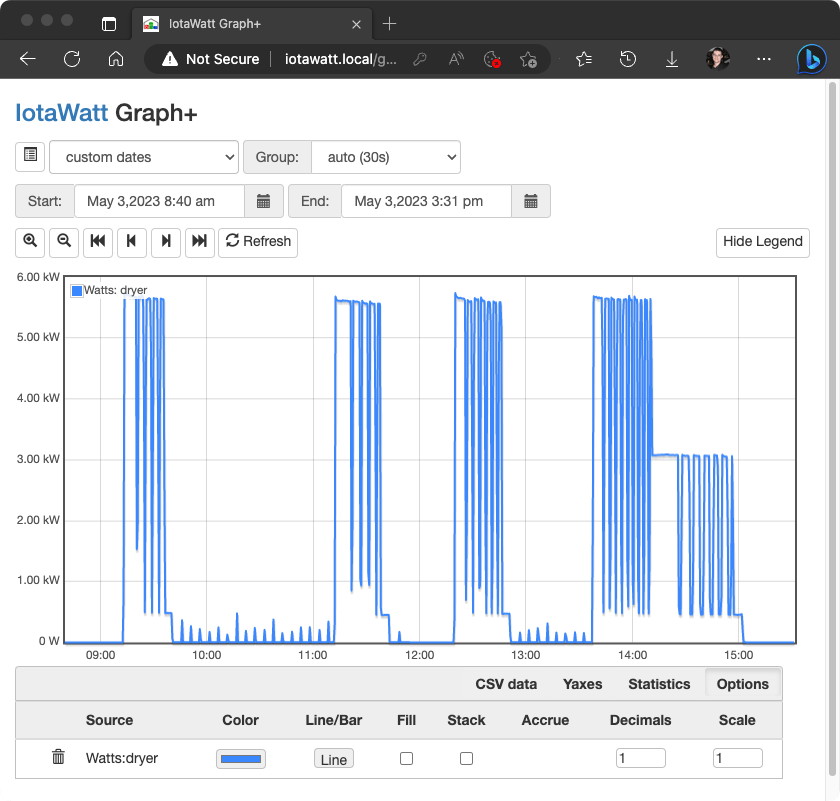 IotaWatt Graph+
Not Secure iotawatt.local/g...
IotaWatt Graph+
custom dates Group: auto (30s)
Start: May 3,2023 8:40 am End: May 3,2023 3:31 pm
Refresh Hide Legend
6.00 kW
Watts: dryer
5.00 kW
4.00 kW
3.00 kW
2.00 kW
1.00 kW
0 W
09:00 10:00 11:00 12:00 13:00 14:00 15:00
CSV data Yaxes Statistics Options
Source Color Line/Bar Fill Stack Accrue Decimals Scale
Watts:dryer Line 1 1